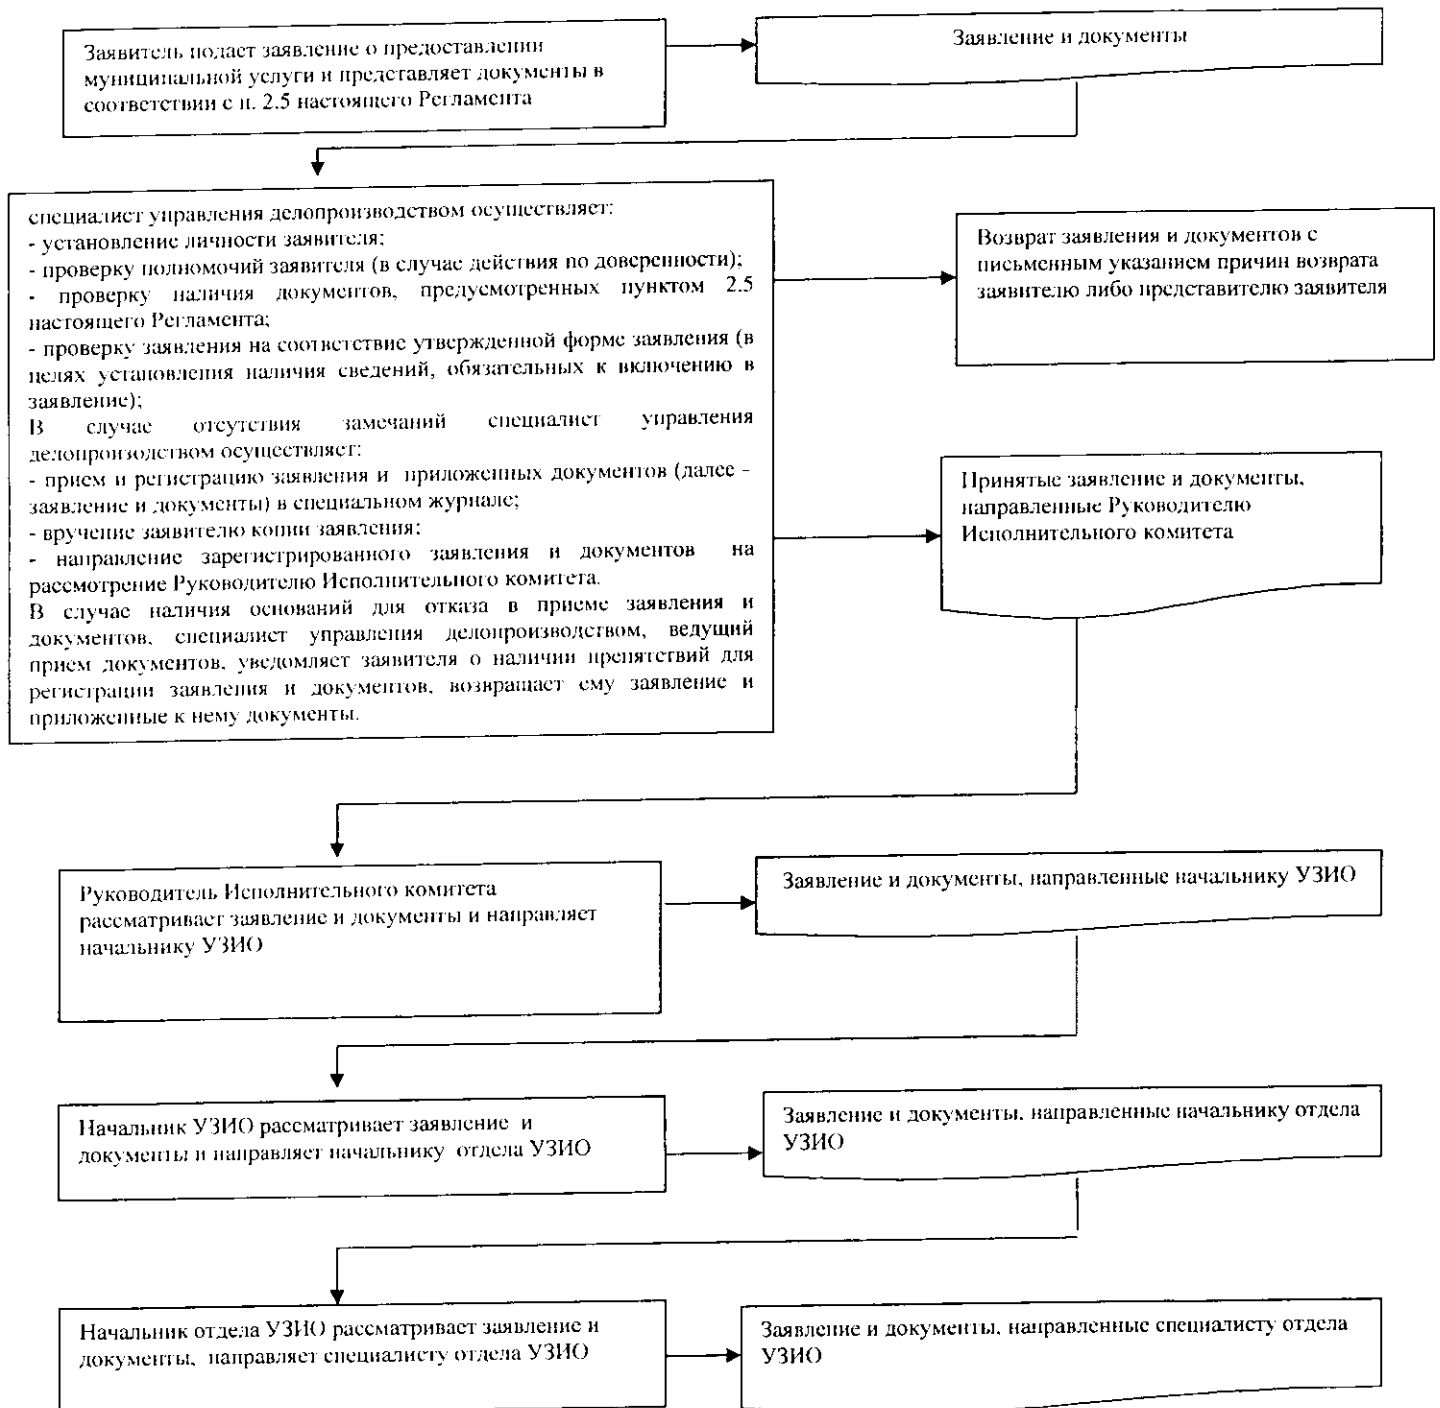 Заявитель подаст заявление о предоставлении
муниципальной услуги и представляет документы в
соответствии с п. 2.5 настоящего Регламента
Заявление и документы
специалист управления делопроизводством осуществляет:
- установление личности заявителя;
- проверку полномочий заявителя (в случае действия по доверенности);
- проверку наличия документов, предусмотренных пунктом 2.5
настоящего Регламента;
- проверку заявления на соответствие утвержденной форме заявления (в
целях установления наличия сведений, обязательных к включению в
заявление);
В случае отсутствия замечаний специалист управления
делопроизодством осуществляет:
- прием и регистрацию заявления и приложенных документов (далее -
заявление и документы) в специальном журнале;
- вручение заявителю копии заявления;
- направление зарегистрированного заявления и документов на
рассмотрение Руководителю Исполнительного комитета.
В случае наличия оснований для отказа в приеме заявления и
документов, специалист управления делопроизводством, ведущий
прием документов, уведомляет заявителя о наличии препятствий для
регистрации заявления и документов, возвращает ему заявление и
приложенные к нему документы.
Возврат заявления и документов с
письменным указанием причин возврата
заявителю либо представителю заявителя
Принятые заявление и документы,
направленные Руководителю
Исполнительного комитета
Руководитель Исполнительного комитета
рассматривает заявление и документы и направляет
начальнику УЗИО
Заявление и документы, направленные начальнику УЗИО
Начальник УЗИО рассматривает заявление и
документы и направляет начальнику отдела УЗИО
Заявление и документы, направленные начальнику отдела
УЗИО
Начальник отдела УЗИО рассматривает заявление и
документы, направляет специалисту отдела УЗИО
Заявление и документы, направленные специалисту отдела
УЗИО